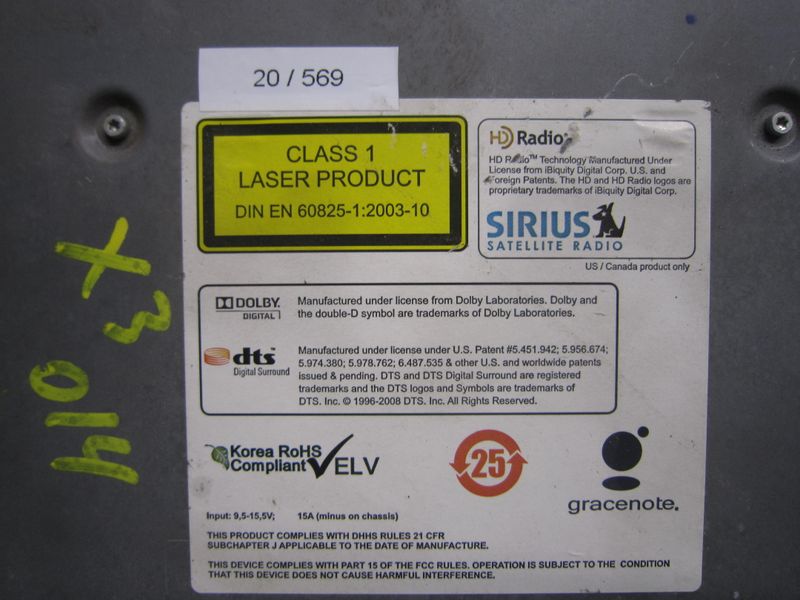 20 / 569
CLASS 1
LASER PRODUCT
DIN EN 60825-1:2003-10
HD Radio™
HD Radio™ Technology Manufactured Under
License from iBiquity Digital Corp. U.S. and
Foreign Patents. The HD and HD Radio logos are
proprietary trademarks of iBiquity Digital Corp.
SIRIUS
SATELLITE RADIO
US / Canada product only
DOLBY
DIGITAL
Manufactured under license from Dolby Laboratories. Dolby and
the double-D symbol are trademarks of Dolby Laboratories.
dts™
Digital Surround
Manufactured under license under U.S. Patent #5.451.942; 5.956.674;
5.974.380; 5.978.762; 6.487.535 & other U.S. and worldwide patents
issued & pending. DTS and DTS Digital Surround are registered
trademarks and the DTS logos and Symbols are trademarks of
DTS. Inc. © 1996-2008 DTS, Inc. All Rights Reserved.
Korea RoHS
Compliant
ELV
25
gracenote.
Input: 9,5-15,5V; 15A (minus on chassis)
THIS PRODUCT COMPLIES WITH DHHS RULES 21 CFR
SUBCHAPTER J APPLICABLE TO THE DATE OF MANUFACTURE.
THIS DEVICE COMPLIES WITH PART 15 OF THE FCC RULES. OPERATION IS SUBJECT TO THE CONDITION
THAT THIS DEVICE DOES NOT CAUSE HARMFUL INTERFERENCE.
X3
014